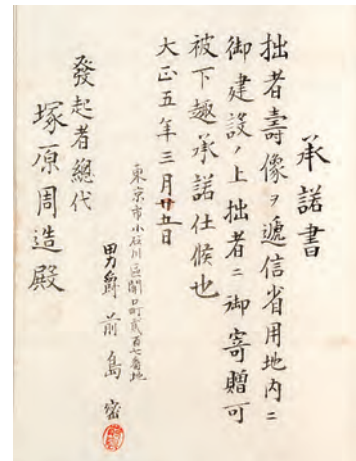 承諾書
拙者壽像ヲ遞信省用地内ニ
御建設ノ上拙者ニ御寄贈可
被下趣承諾仕候也
大正五年三月廿五日
東京市小石川區關口町貳百七番地
男爵前島密
發起者總代
塚原周造殿